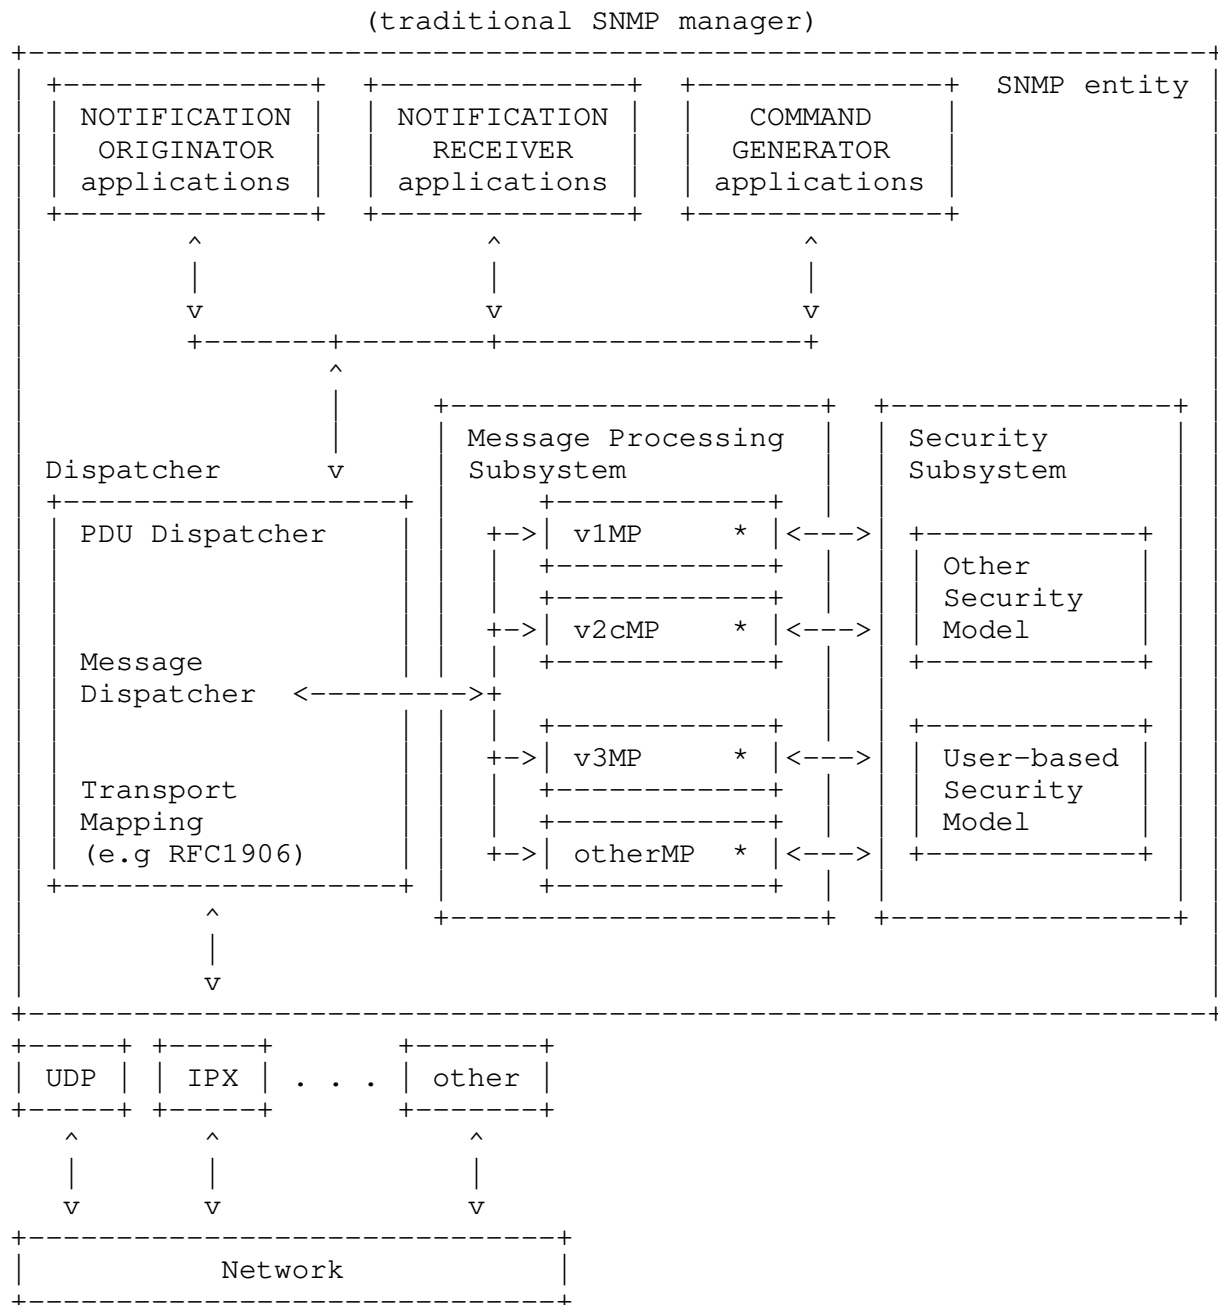 (traditional SNMP manager)
SNMP entity
NOTIFICATION
ORIGINATOR
applications
NOTIFICATION
RECEIVER
applications
COMMAND
GENERATOR
applications
Dispatcher
PDU Dispatcher
Message
Dispatcher
Transport
Mapping
(e.g RFC1906)
Message Processing
Subsystem
v1MP *
v2cMP *
v3MP *
otherMP *
Security
Subsystem
Other
Security
Model
User-based
Security
Model
UDP
IPX
. . .
other
Network